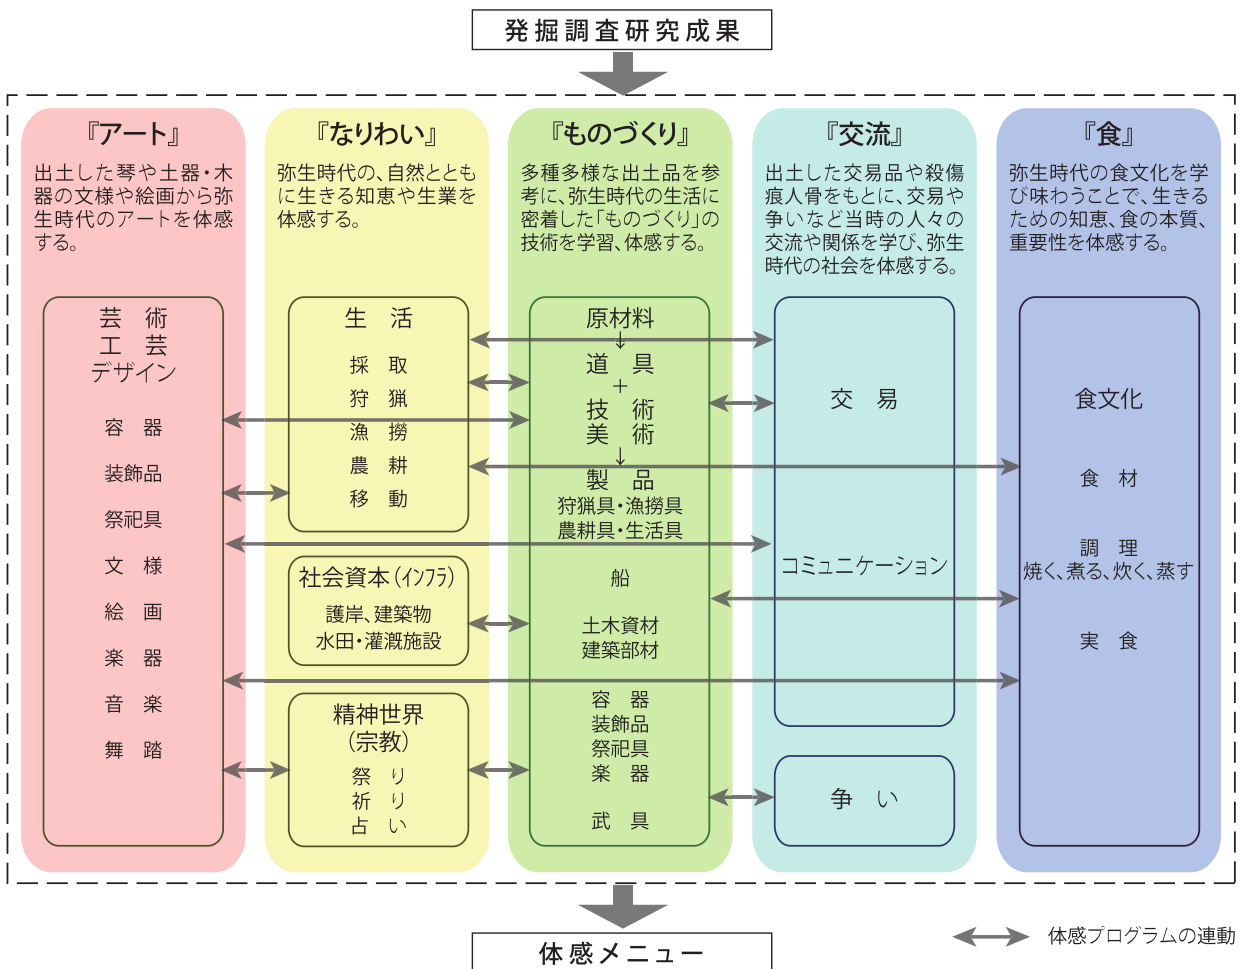 発掘調査研究成果
『アート』
出土した琴や土器・木
器の文様や絵画から弥
生時代のアートを体感
する。
芸 術
工 芸
デザイン
容 器
装飾品
祭祀具
文 様
絵 画
楽 器
音 楽
舞 踏
『なりわい』
弥生時代の、自然ととも
に生きる知恵や生業を
体感する。
生 活
採 取
狩 猟
漁 撈
農 耕
移 動
社会資本（インフラ）
護岸、建築物
水田・灌漑施設
精神世界
（宗教）
祭 り
祈 り
占 い
『ものづくり』
多種多様な出土品を参
考に、弥生時代の生活に
密着した「ものづくり」の
技術を学習、体感する。
原材料
↓
道 具
＋
技 術
美 術
↓
製 品
狩猟具・漁撈具
農耕具・生活具
船
土木資材
建築部材
容 器
装飾品
祭祀具
楽 器
武 具
『交流』
出土した交易品や殺傷
痕人骨をもとに、交易や
争いなど当時の人々の
交流や関係を学び、弥生
時代の社会を体感する。
交 易
コミュニケーション
争 い
『食』
弥生時代の食文化を学
び味わうことで、生きる
ための知恵、食の本質、
重要性を体感する。
食文化
食 材
調 理
焼く、煮る、炊く、蒸す
実 食
体感メニュー
体感プログラムの連動